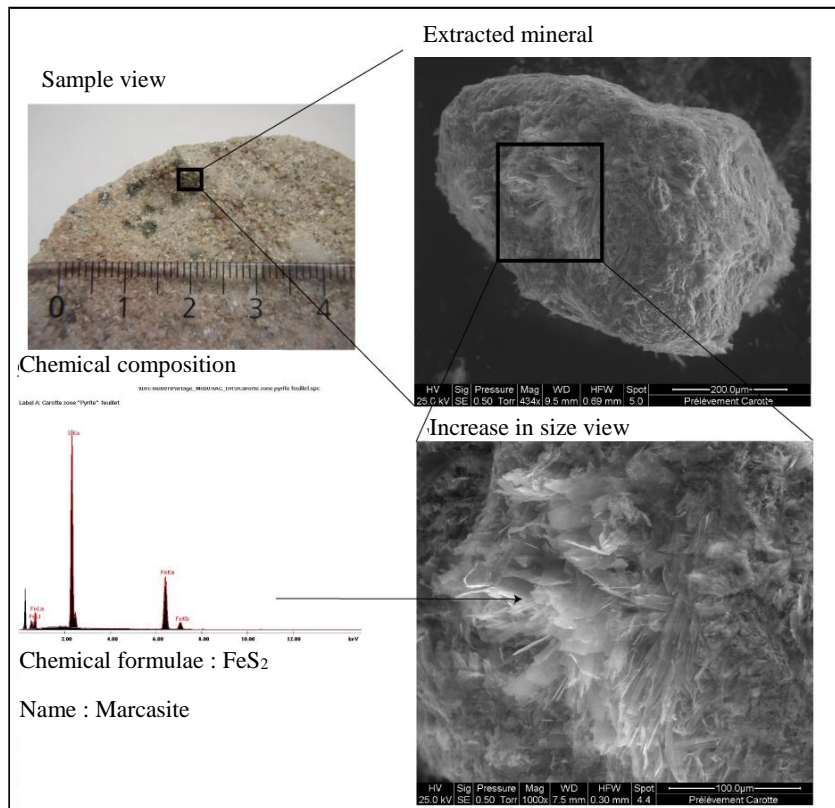 Extracted mineral
Sample view
0 1 2 3 4
HV Sig Pressure Mag WD HFW Spot 200.0µm
25.0 kV SE 0.50 Torr 434x 9.5 mm 0.69 mm 5.0 Prélèvement Carotte
Chemical composition
feuillet.spc
Label A: Carotte zone "Pyrite" feuillet
SKa
FeKa
FeLa
FeKb
2.00 4.00 6.00 8.00 10.00 12.00 keV
Increase in size view
Chemical formulae : FeS2
Name : Marcasite
HV Sig Pressure Mag WD HFW Spot 100.0µm
25.0 kV SE 0.50 Torr 1000x 7.5 mm 0.30 mm 4.4 Prélèvement Carotte